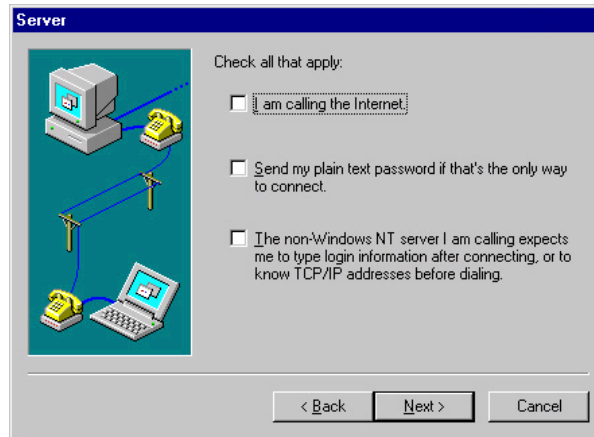 Server
Check all that apply:
I am calling the Internet.
Send my plain text password if that's the only way
to connect.
The non-Windows NT server I am calling expects
me to type login information after connecting, or to
know TCP/IP addresses before dialing.
< Back
Next >
Cancel